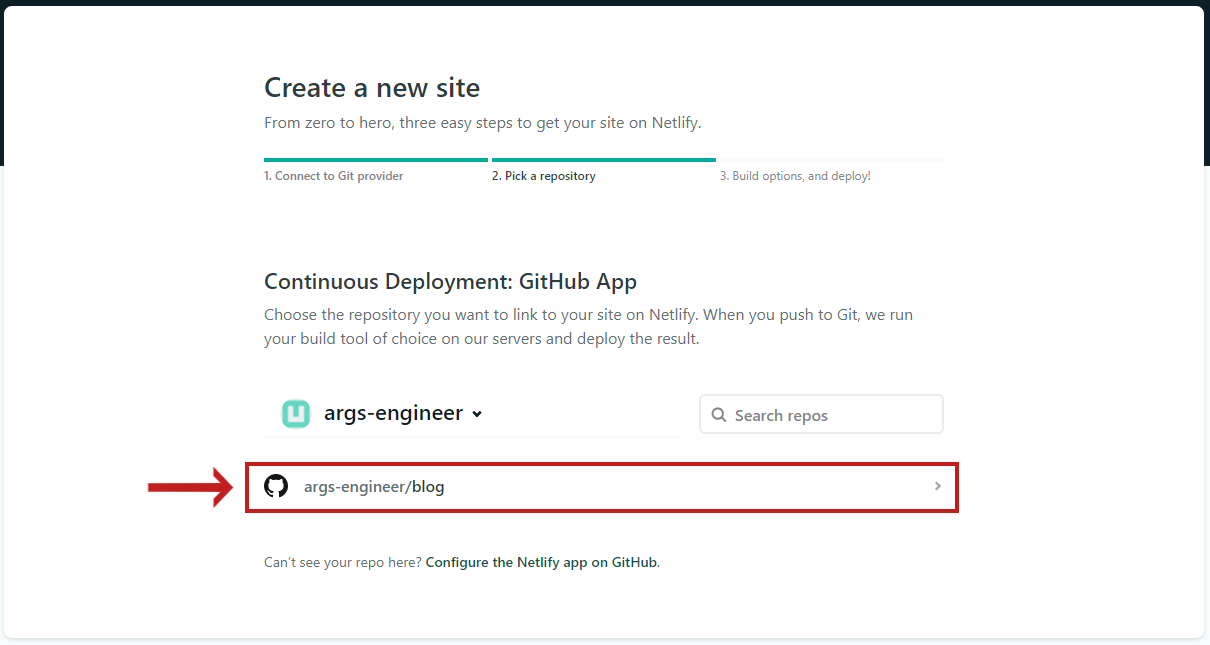 Create a new site
From zero to hero, three easy steps to get your site on Netlify.
1. Connect to Git provider
2. Pick a repository
3. Build options, and deploy!
Continuous Deployment: GitHub App
Choose the repository you want to link to your site on Netlify. When you push to Git, we run
your build tool of choice on our servers and deploy the result.
args-engineer
Search repos
args-engineer/blog
Can't see your repo here? Configure the Netlify app on GitHub.